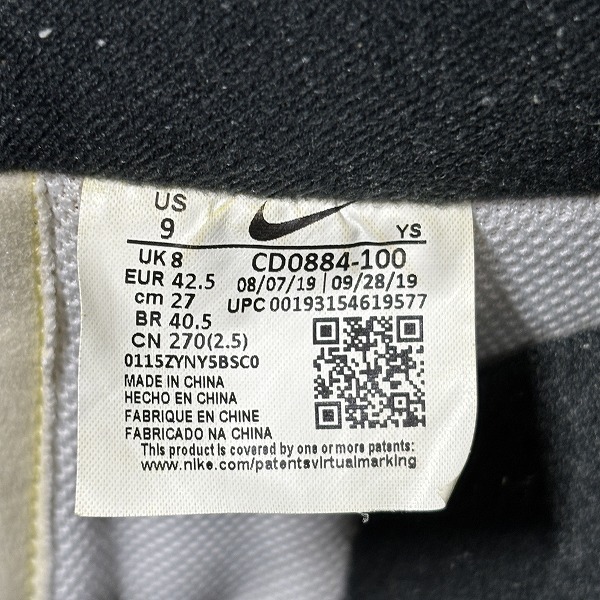 US
9
YS
UK 8
CD0884-100
EUR 42.5
08/07/19 | 09/28/19
cm 27
UPC 00193154619577
BR 40.5
CN 270(2.5)
0115ZYNY5BSC0
MADE IN CHINA
HECHO EN CHINA
FABRIQUE EN CHINE
FABRICADO NA CHINA
This product is covered by one or more patents:
www.nike.com/patentsvirtualmarking